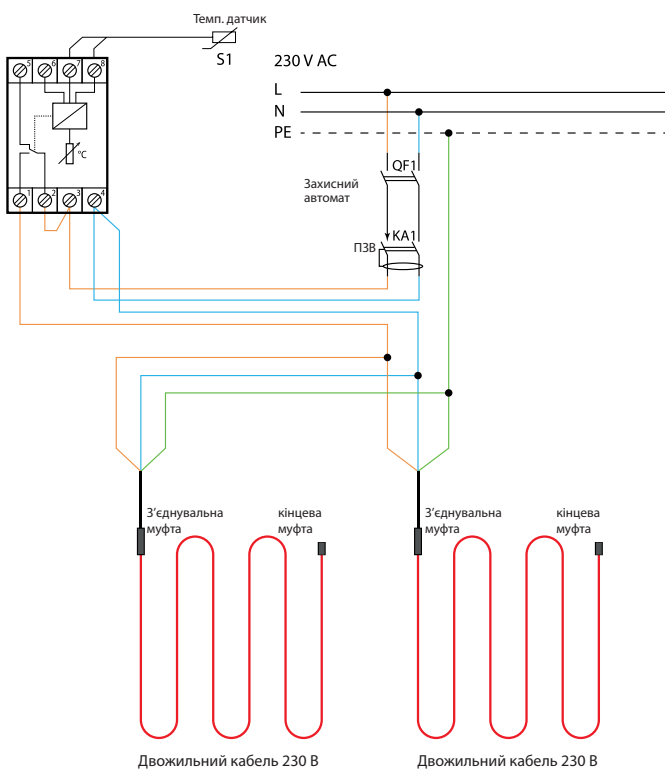 Темп. датчик
S1
230 V AC
L
N
PE
5 6 7 8
°C
1 2 3 4
QF1
Захисний
автомат
KA1
ПЗВ
З’єднувальна
муфта
кінцева
муфта
З’єднувальна
муфта
кінцева
муфта
Двожильний кабель 230 В
Двожильний кабель 230 В